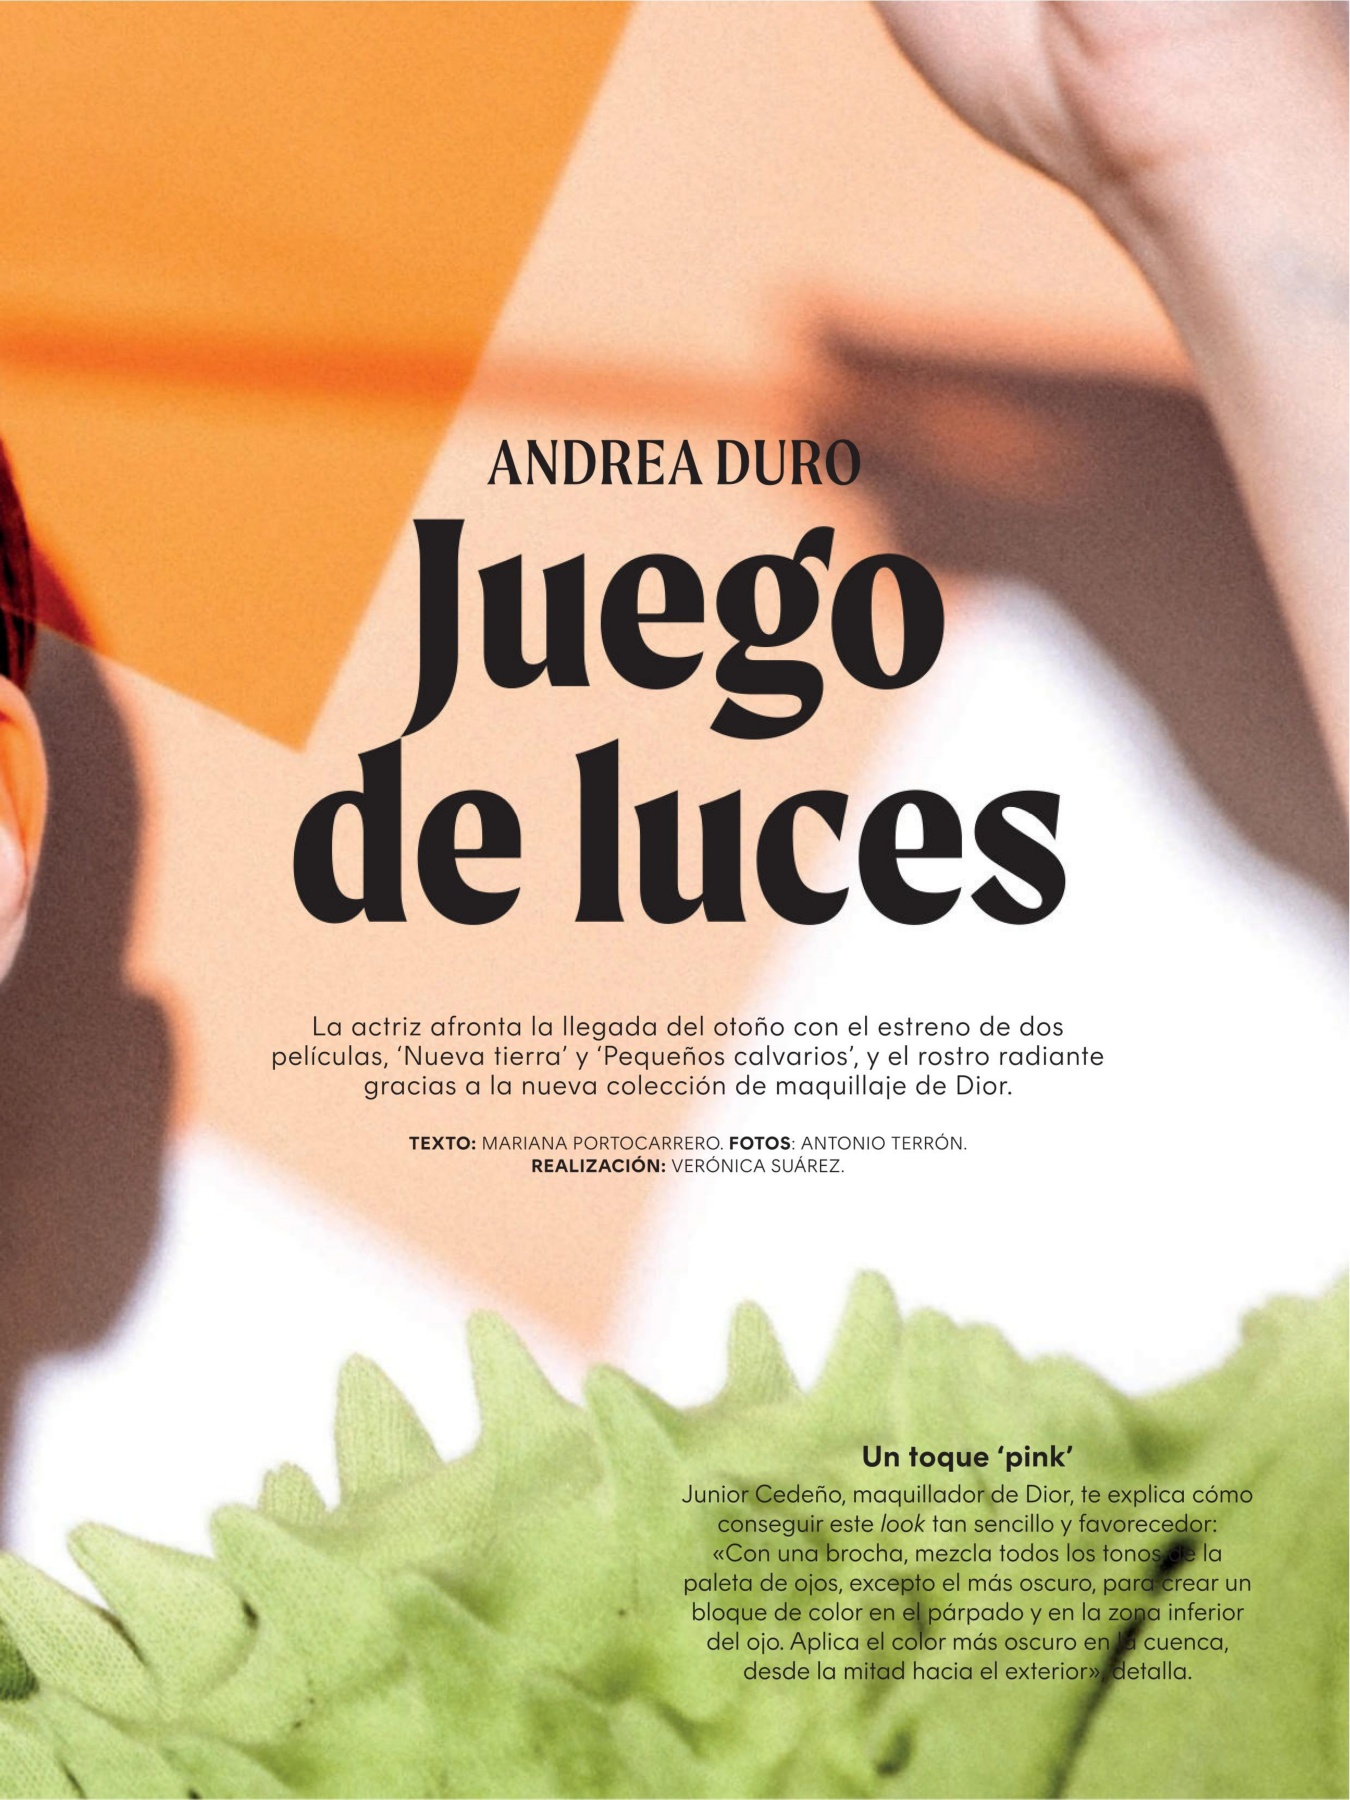 ANDREA DURO
Juego
de luces
La actriz afronta la llegada del otoño con el estreno de dos
películas, ‘Nueva tierra’ y ‘Pequeños calvarios’, y el rostro radiante
gracias a la nueva colección de maquillaje de Dior.
TEXTO: MARIANA PORTOCARRERO. FOTOS: ANTONIO TERRÓN.
REALIZACIÓN: VERÓNICA SUÁREZ.
Un toque ‘pink’
Junior Cedeño, maquillador de Dior, te explica cómo
conseguir este look tan sencillo y favorecedor:
«Con una brocha, mezcla todos los tonos de la
paleta de ojos, excepto el más oscuro, para crear un
bloque de color en el párpado y en la zona inferior
del ojo. Aplica el color más oscuro en la cuenca,
desde la mitad hacia el exterior», detalla.